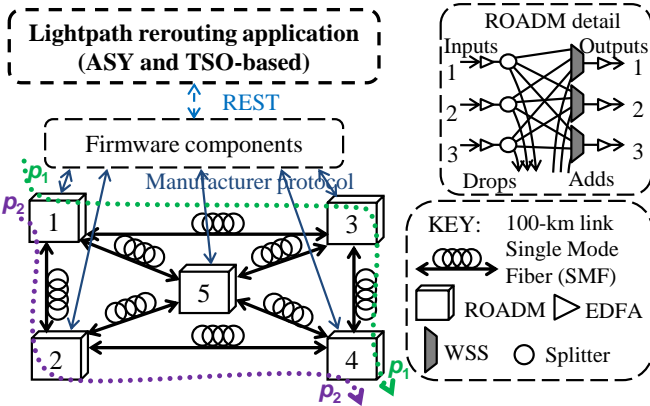 Lightpath rerouting application
(ASY and TSO-based)
REST
Firmware components
Manufacturer protocol
p1
p2
1
3
5
2
4
p2
p1
ROADM detail
Inputs
Outputs
1
1
2
2
3
3
Drops
Adds
KEY:
100-km link
Single Mode
Fiber (SMF)
ROADM
EDFA
WSS
Splitter